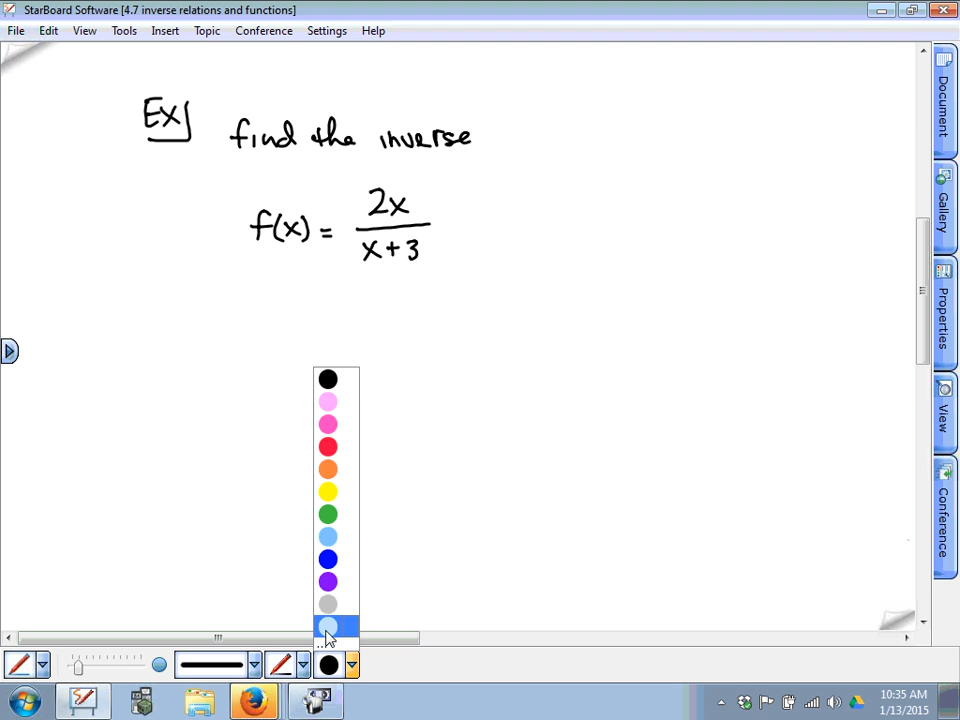 StarBoard Software [4.7 inverse relations and functions]
File Edit View Tools Insert Topic Conference Settings Help
Ex
find the inverse
f(x) = 2x / x+3
Document
Gallery
Properties
View
Conference
...
10:35 AM
1/13/2015